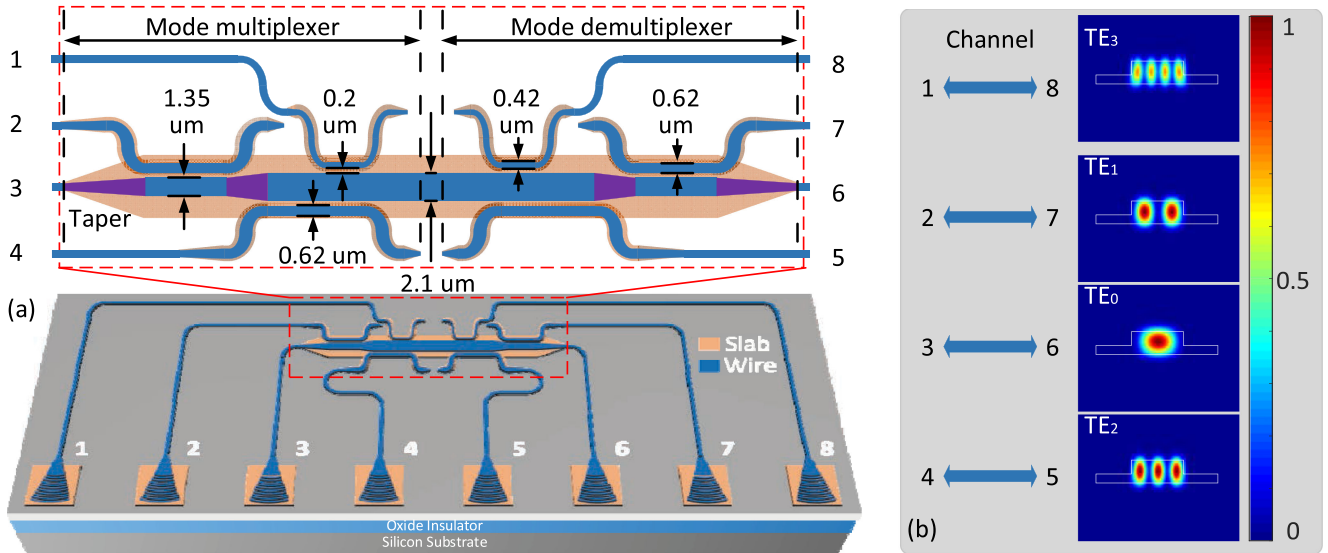 Mode multiplexer
Mode demultiplexer
1
8
1.35
um
0.2
um
0.42
um
0.62
um
2
7
3
6
Taper
4
5
0.62 um
2.1 um
(a)
Slab
Wire
1 2 3 4 5 6 7 8
Oxide Insulator
Silicon Substrate
Channel
1 8
TE3
2 7
TE1
3 6
TE0
4 5
TE2
1
0.5
0
(b)